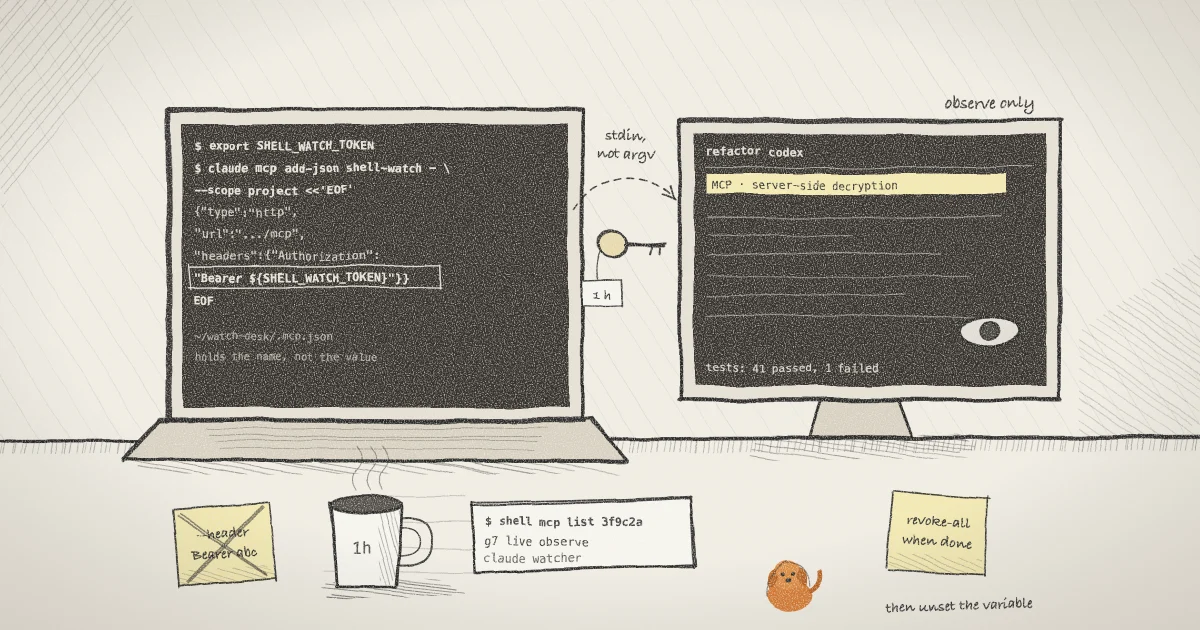 $ export SHELL_WATCH_TOKEN
$ claude mcp add-json shell-watch - \
--scope project <<'EOF'
{"type":"http",
"url":".../mcp",
"headers":{"Authorization":
"Bearer ${SHELL_WATCH_TOKEN}"}}
EOF
~/watch-desk/.mcp.json
holds the name, not the value
stdin,
not argv
1h
observe only
refactor codex
MCP · server-side decryption
tests: 41 passed, 1 failed
--header
Bearer abc
1h
$ shell mcp list 3f9c2a
g7 live observe
claude watcher
revoke-all
when done
then unset the variable